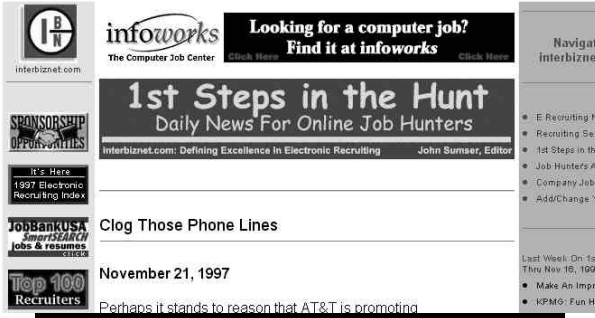 IBN
interbiznet.com
SPONSORSHIP
OPPORTUNITIES
It's Here
1997 Electronic
Recruiting Index
JobBankUSA
SmartSEARCH
jobs & resumes
click
Top 100
Recruiters
infoworks
The Computer Job Center
Looking for a computer job?
Find it at infoworks
Click Here
Click Here
1st Steps in the Hunt
Daily News For Online Job Hunters
interbiznet.com: Defining Excellence in Electronic Recruiting
John Sumser, Editor
Clog Those Phone Lines
November 21, 1997
Perhaps it stands to reason that AT&T is promoting
Navigat
interbizne
E Recruiting
Recruiting Se
1st Steps in th
Job Hunters A
Company Job
Add/Change
Last Week On 1s
Thru Nov 16, 199
Make An Impr
KPMG: Fun H